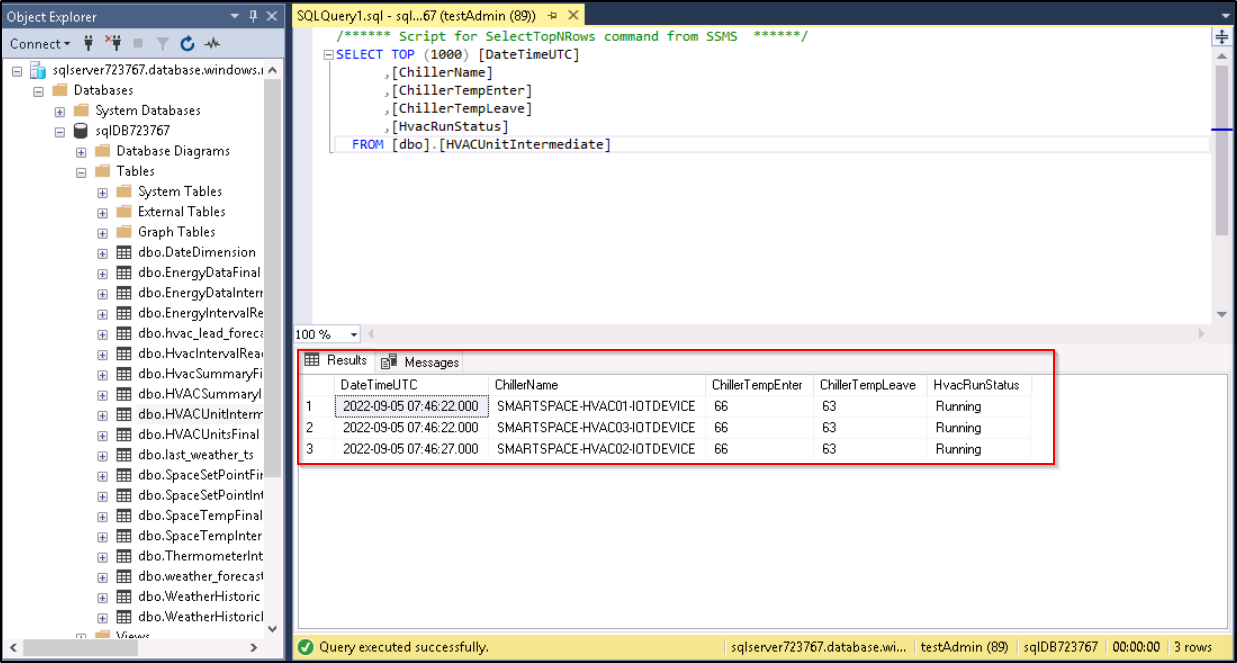 Object Explorer
Connect
sqlserver723767.database.windows.
Databases
System Databases
sqlDB723767
Database Diagrams
Tables
System Tables
External Tables
Graph Tables
dbo.DateDimension
dbo.EnergyDataFinal
dbo.EnergyDataInter
dbo.EnergyIntervalRe
dbo.hvac_lead_foreca
dbo.HvacIntervalRea
dbo.HvacSummaryFi
dbo.HVACSummaryI
dbo.HVACUnitInterm
dbo.HVACUnitsFinal
dbo.last_weather_ts
dbo.SpaceSetPointFi
dbo.SpaceSetPointInt
dbo.SpaceTempFinal
dbo.SpaceTempInter
dbo.ThermometerInt
dbo.weather_forecast
dbo.WeatherHistoric
dbo.WeatherHistoricI
Views
SQLQuery1.sql - sql...67 (testAdmin (89))
/****** Script for SelectTopNRows command from SSMS ******/
SELECT TOP (1000) [DateTimeUTC]
,[ChillerName]
,[ChillerTempEnter]
,[ChillerTempLeave]
,[HvacRunStatus]
FROM [dbo].[HVACUnitIntermediate]
100 %
Results Messages
DateTimeUTC ChillerName ChillerTempEnter ChillerTempLeave HvacRunStatus
1 2022-09-05 07:46:22.000 SMARTSPACE-HVAC01-IOTDEVICE 66 63 Running
2 2022-09-05 07:46:22.000 SMARTSPACE-HVAC03-IOTDEVICE 66 63 Running
3 2022-09-05 07:46:27.000 SMARTSPACE-HVAC02-IOTDEVICE 66 63 Running
Query executed successfully. sqlserver723767.database.wi... testAdmin (89) sqlDB723767 00:00:00 3 rows